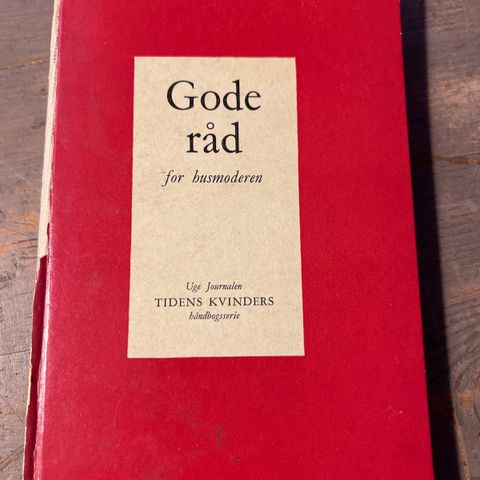 Gode
råd
for husmoderen
Uge Journalen
TIDENS KVINDERS
håndbogsserie